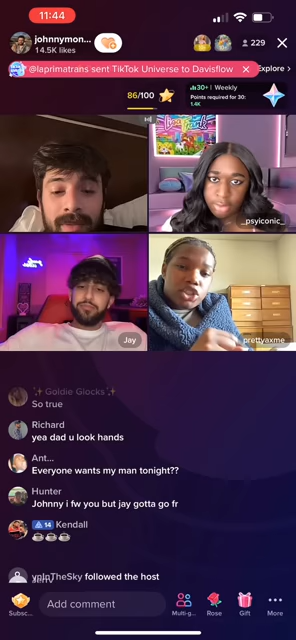 11:44
johnnymon...
14.5K likes
229
@laprimatrans sent TikTok Universe to Davisflow
Explore >
86/100
30+ | Weekly
Points required for 30:
1.4K
_psyiconic_
Jay
prettyaxme
✨ Goldie Glocks ✨
So true
Richard
yea dad u look hands
Ant...
Everyone wants my man tonight??
Hunter
Johnny i fw you but jay gotta go fr
14 Kendall
☕☕☕
followed the host
Subsc...
Add comment
Multi-g...
Rose
Gift
More